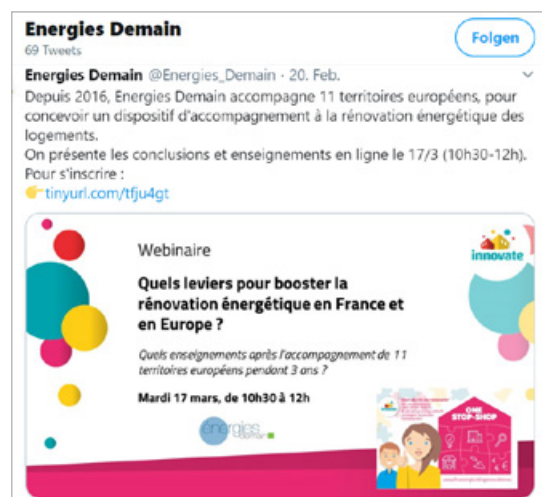 Energies Demain
69 Tweets
Folgen
Energies Demain @Energies_Demain · 20. Feb.
Depuis 2016, Energies Demain accompagne 11 territoires européens, pour
concevoir un dispositif d'accompagnement à la rénovation énergétique des
logements.
On présente les conclusions et enseignements en ligne le 17/3 (10h30-12h).
Pour s'inscrire :
👉tinyurl.com/tfju4gt
innovate
Webinaire
Quels leviers pour booster la
rénovation énergétique en France et
en Europe ?
Quels enseignements après l'accompagnement de 11
territoires européens pendant 3 ans ?
Mardi 17 mars, de 10h30 à 12h
énergies
demain
ONE
STOP-SHOP